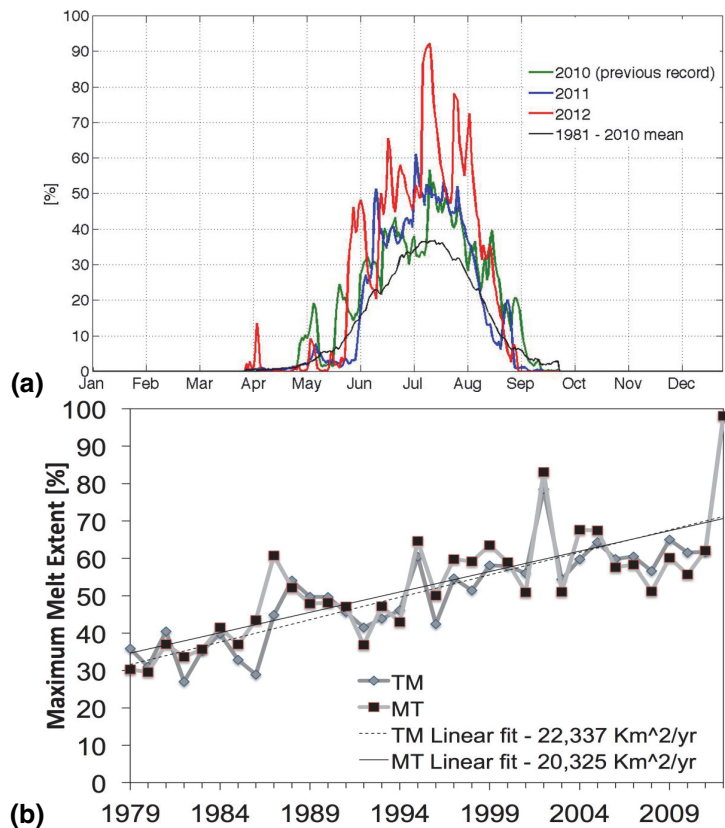 100
90
80
70
60
50
40
30
20
10
0
[%]
2010 (previous record)
2011
2012
1981 - 2010 mean
(a)
Jan Feb Mar Apr May Jun Jul Aug Sep Oct Nov Dec
100
90
80
70
60
50
40
30
20
10
0
Maximum Melt Extent [%]
TM
MT
TM Linear fit - 22,337 Km^2/yr
MT Linear fit - 20,325 Km^2/yr
(b)
1979 1984 1989 1994 1999 2004 2009